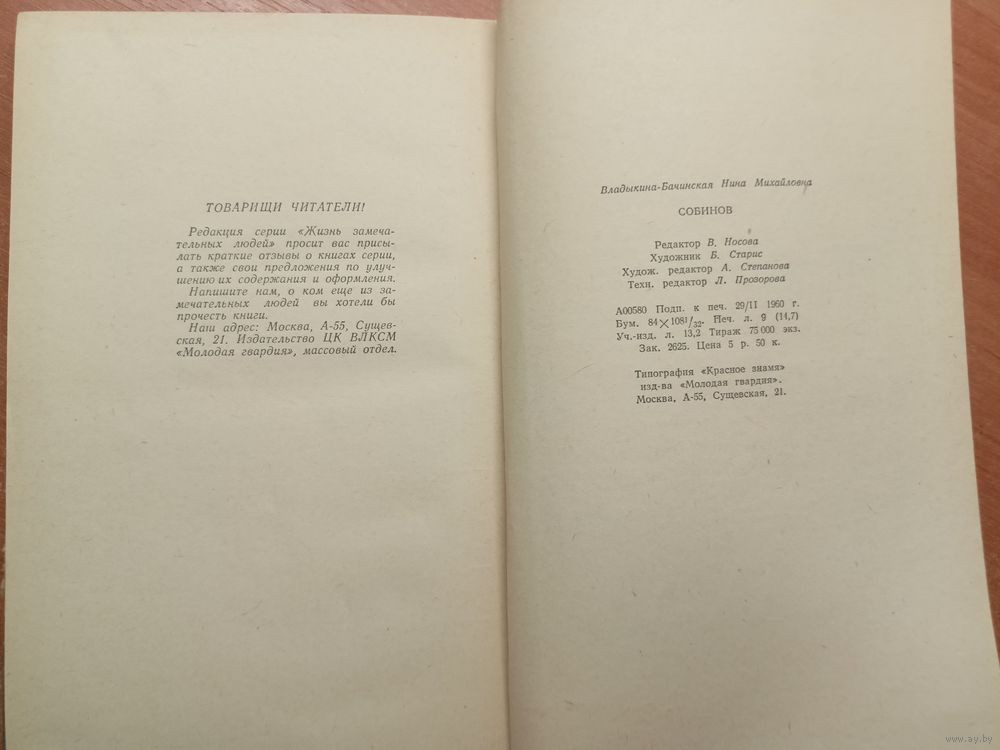 ТОВАРИЩИ ЧИТАТЕЛИ!
Редакция серии «Жизнь замеча-
тельных людей» просит вас присы-
лать краткие отзывы о книгах серии,
а также свои предложения по улуч-
шению их содержания и оформления.
Напишите нам, о ком еще из за-
мечательных людей вы хотели бы
прочесть книги.
Наш адрес: Москва, А-55, Сущев-
ская, 21. Издательство ЦК ВЛКСМ
«Молодая гвардия», массовый отдел.
Владыкина-Бачинская Нина Михайловна
СОБИНОВ
Редактор В. Носова
Художник Б. Старис
Худож. редактор А. Степанова
Техн. редактор Л. Прозорова
А00580 Подп. к печ. 29/II 1960 г.
Бум. 84×108¹/₃₂. Печ. л. 9 (14,7)
Уч.-изд. л. 13,2 Тираж 75 000 экз.
Зак. 2625. Цена 5 р. 50 к.
Типография «Красное знамя»
изд-ва «Молодая гвардия».
Москва, А-55, Сущевская, 21.
www.ay.by